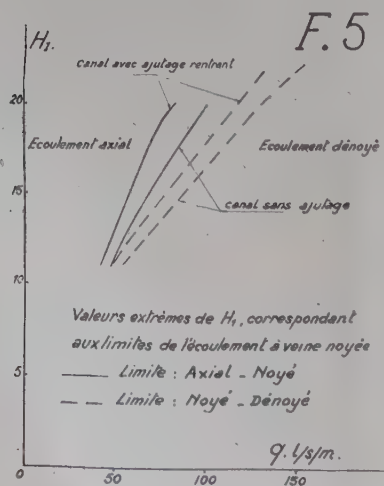 H₁.
F. 5
canal avec ajutage rentrant
20
Ecoulement axial
Ecoulement dénoyé
15
canal sans ajutage
10
Valeurs extrêmes de H₁, correspondant
aux limites de l'écoulement à veine noyée
5
Limite : Axial _ Noyé
Limite : Noyé _ Dénoyé
q. l/s/m.
0
50
100
150